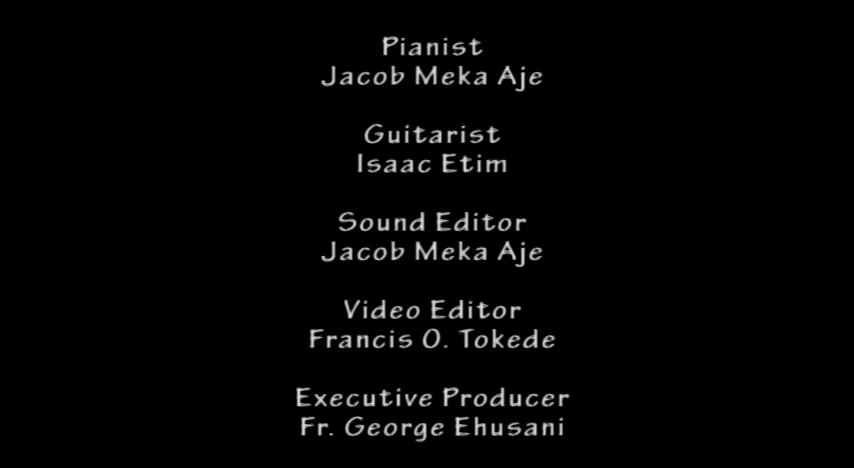 Pianist
Jacob Meka Aje
Guitarist
Isaac Etim
Sound Editor
Jacob Meka Aje
Video Editor
Francis O. Tokede
Executive Producer
Fr. George Ehusani